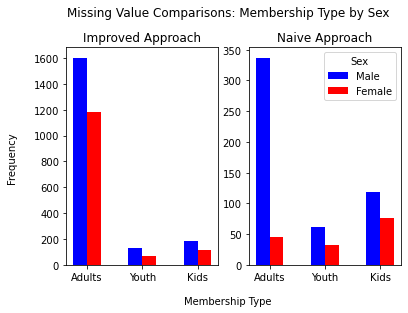 Missing Value Comparisons: Membership Type by Sex
Improved Approach
Naive Approach
Frequency
1600
1400
1200
1000
800
600
400
200
0
350
300
250
200
150
100
50
0
Sex
Male
Female
Adults
Youth
Kids
Adults
Youth
Kids
Membership Type